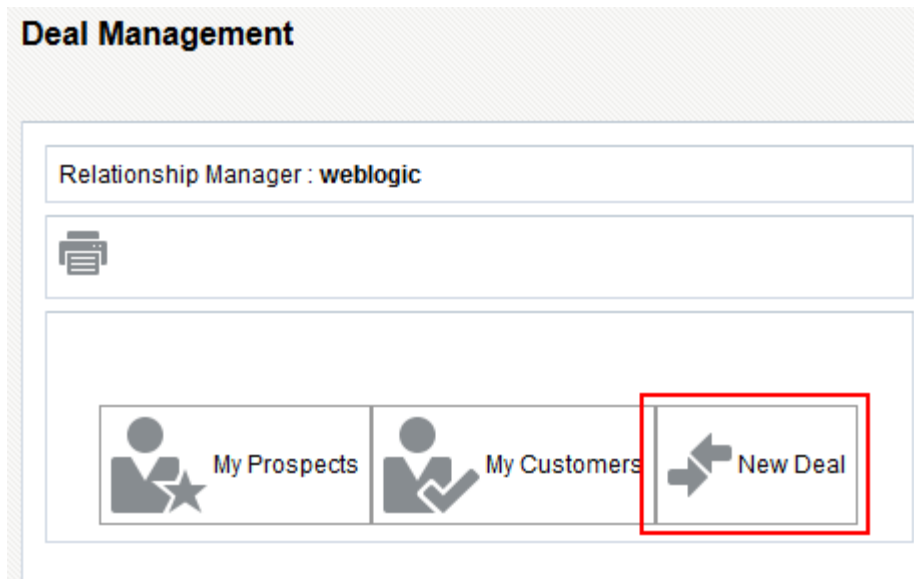 Deal Management
Relationship Manager : weblogic
My Prospects
My Customers
New Deal